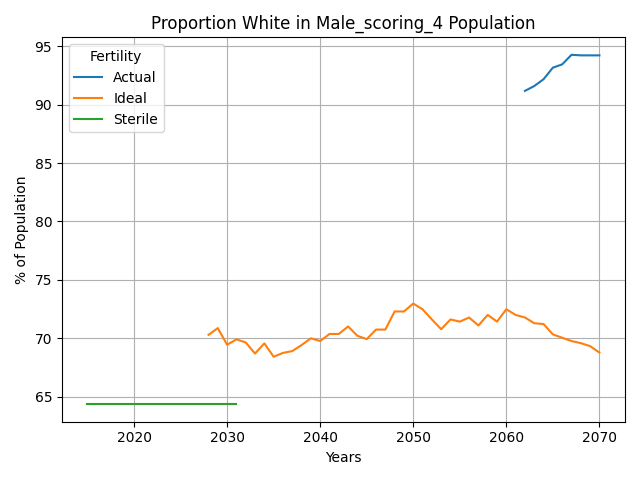 Proportion White in Male_scoring_4 Population
Fertility
Actual
Ideal
Sterile
% of Population
95
90
85
80
75
70
65
2020 2030 2040 2050 2060 2070
Years